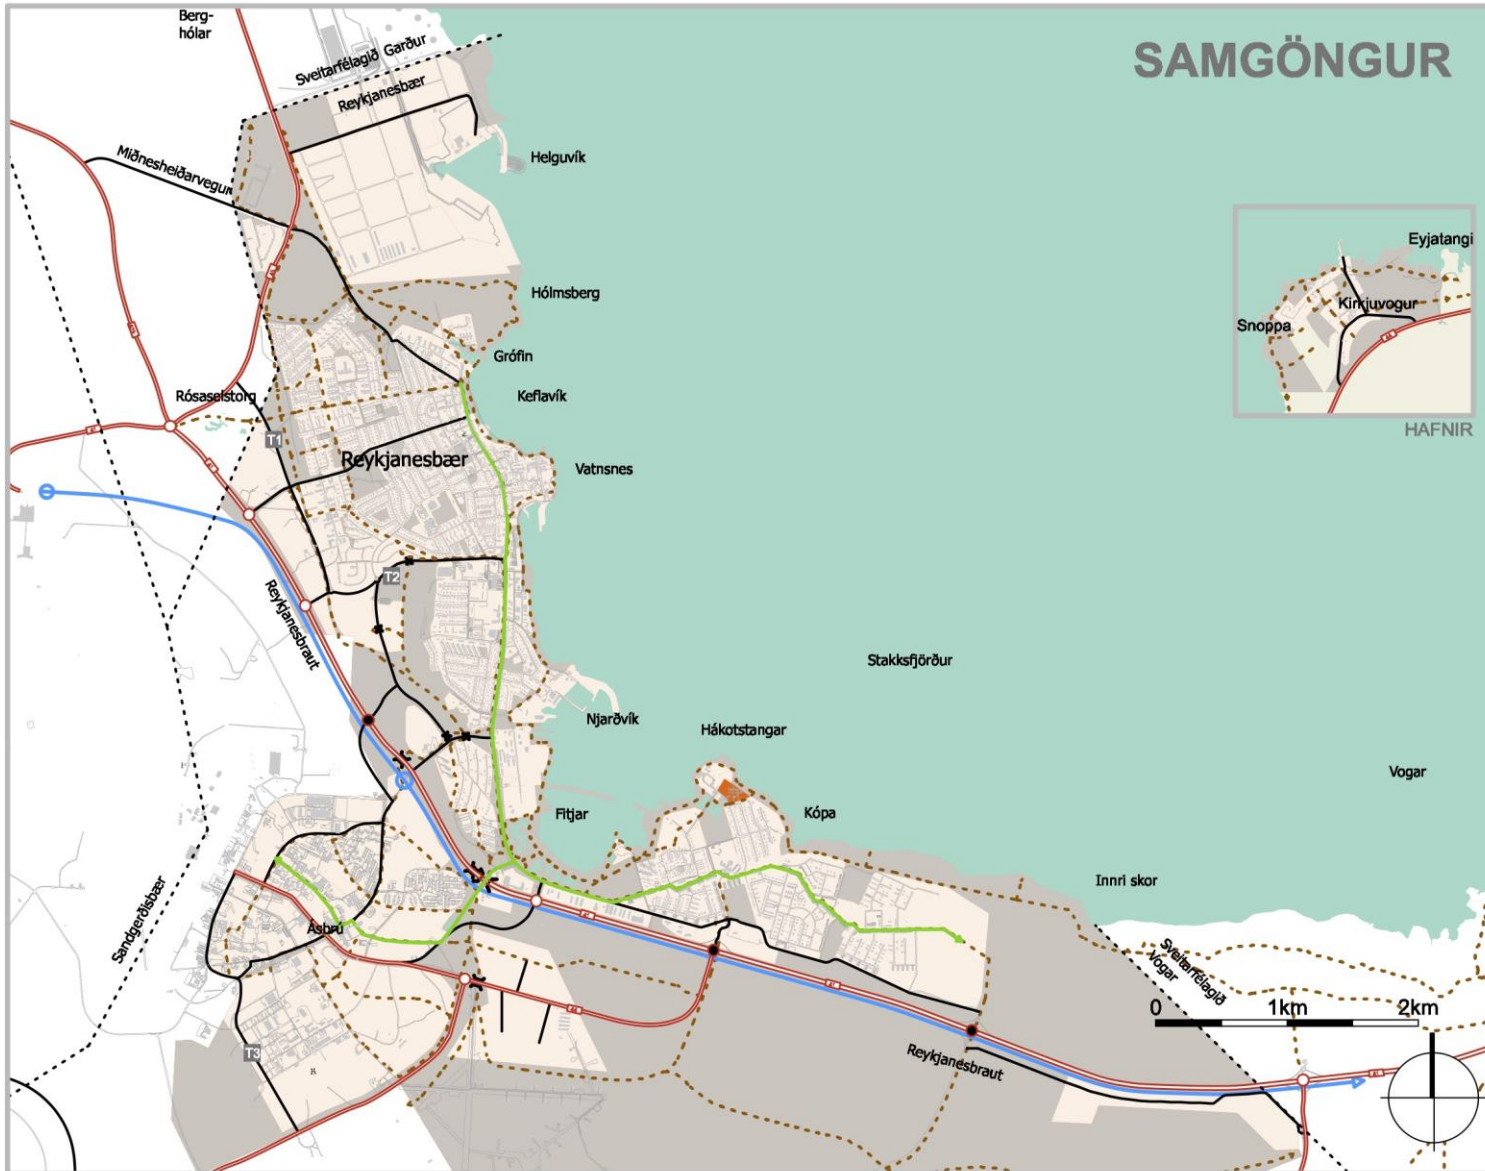 Berg-
hólar
SAMGÖNGUR
Sveitarfélagið Garður
Reykjanesbær
Miðnesheiðarvegur
Helguvík
Eyjatangi
Kirkjuvogur
Snoppa
HAFNIR
Hólmsberg
Grófin
Rósaselstorg
Keflavík
T1
Reykjanesbær
Vatnsnes
T2
Reykjanesbraut
Stakksfjörður
Njarðvík
Hákotstangar
Vogar
Fitjar
Kópa
Innri skor
Sandgerðisbær
Ásbrú
Sveitarfélagið
Vogar
0 1km 2km
T3
Reykjanesbraut